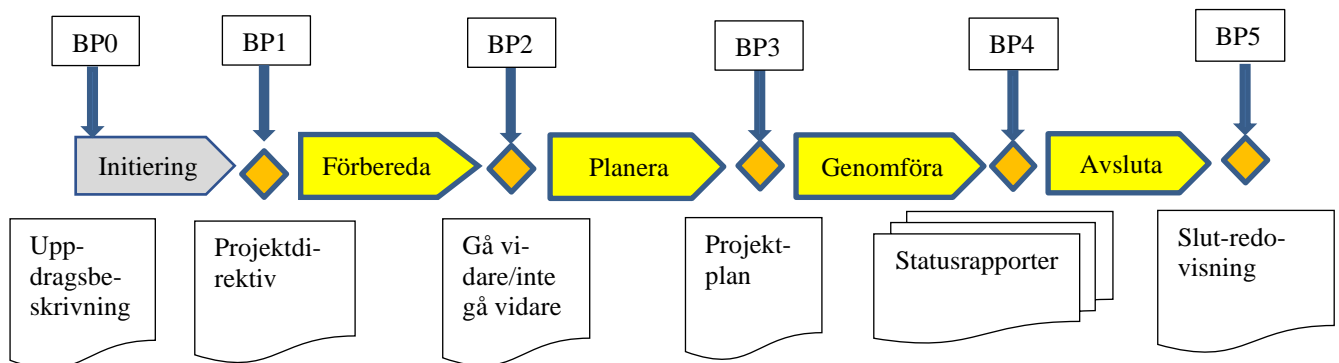 BP0
BP1
BP2
BP3
BP4
BP5
Initiering
Förbereda
Planera
Genomföra
Avsluta
Upp-
dragsbe-
skrivning
Projektdi-
rektiv
Gå vi-
dare/inte
gå vidare
Projekt-
plan
Statusrapporter
Slut-redo-
visning